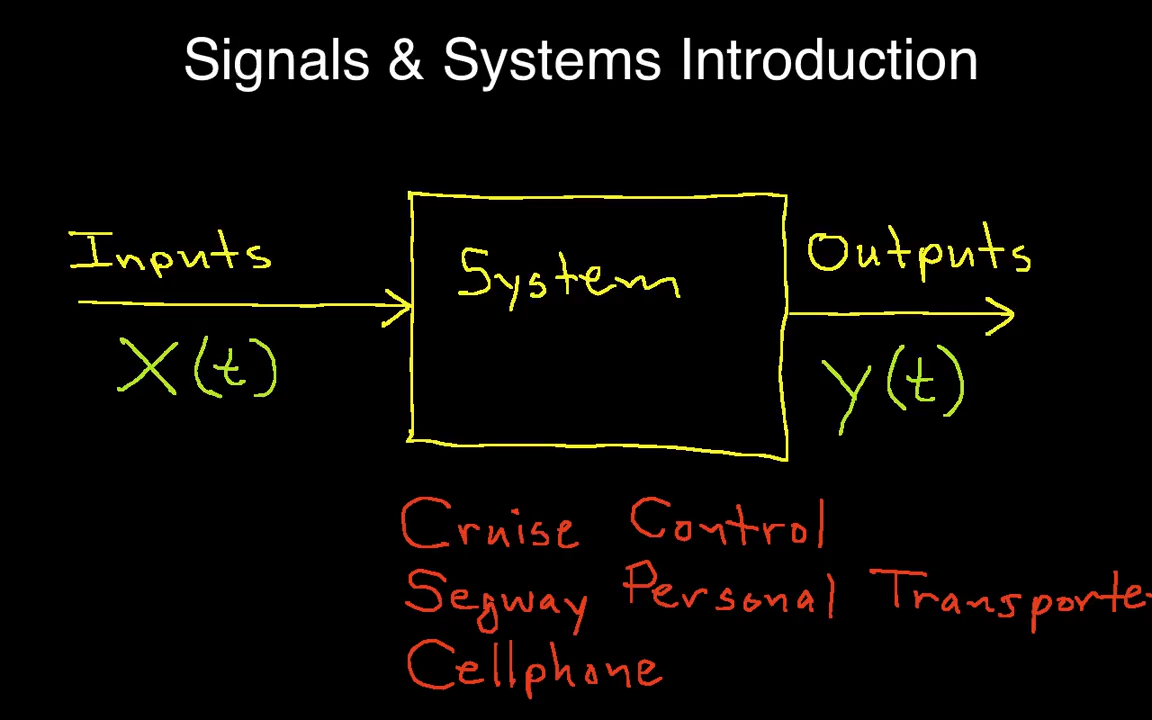 Signals & Systems Introduction
Inputs
System
Outputs
X(t)
Y(t)
Cruise Control
Segway Personal Transporte
Cellphone